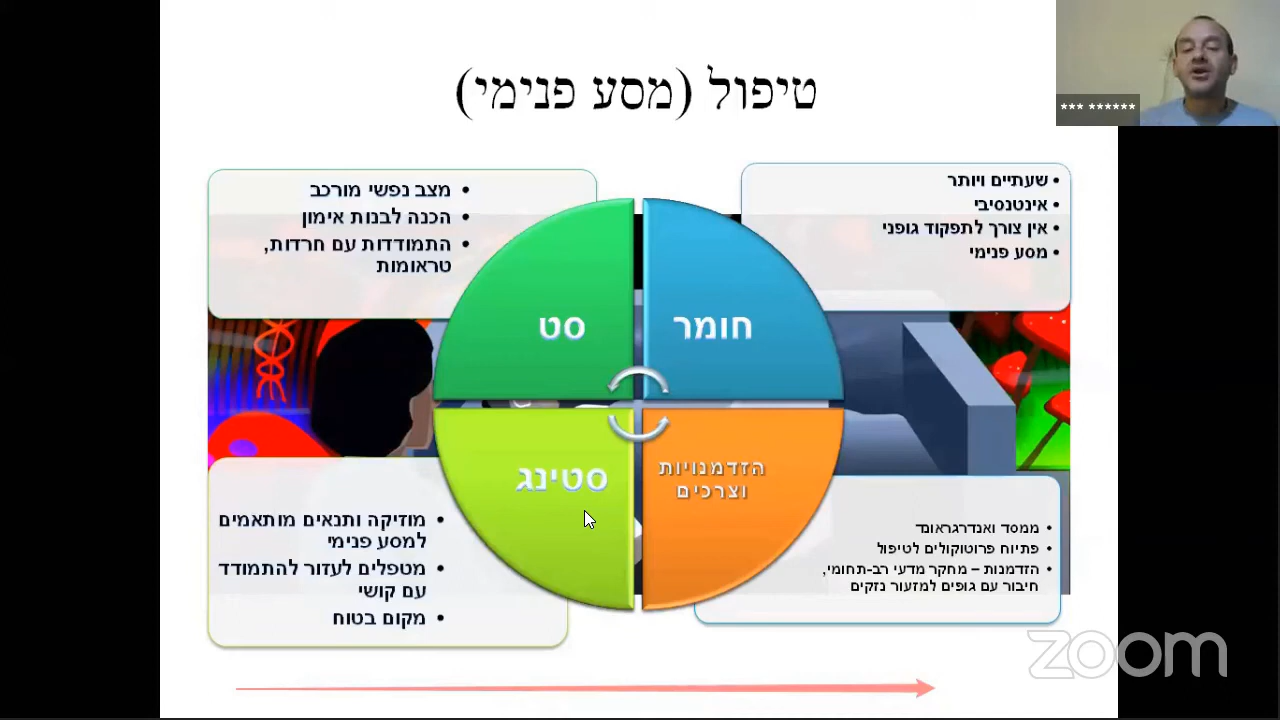 טיפול (מסע פנימי)
*** ******
• שעתיים ויותר
• אינטנסיבי
• אין צורך לתפקוד גופני
• מסע פנימי
• מצב נפשי מורכב
• הכנה לבנות אימון
• התמודדות עם חרדות,
טראומות
חומר
סט
הזדמנויות
וצרכים
סטינג
• ממסד ואנדרגראונד
• פתיוח פרוטוקולים לטיפול
• הזדמנות – מחקר מדעי רב-תחומי,
חיבור עם גופים למזעור נזקים
• מוזיקה ותנאים מותאמים
למסע פנימי
• מטפלים לעזור להתמודד
עם קושי
• מקום בטוח
zoom